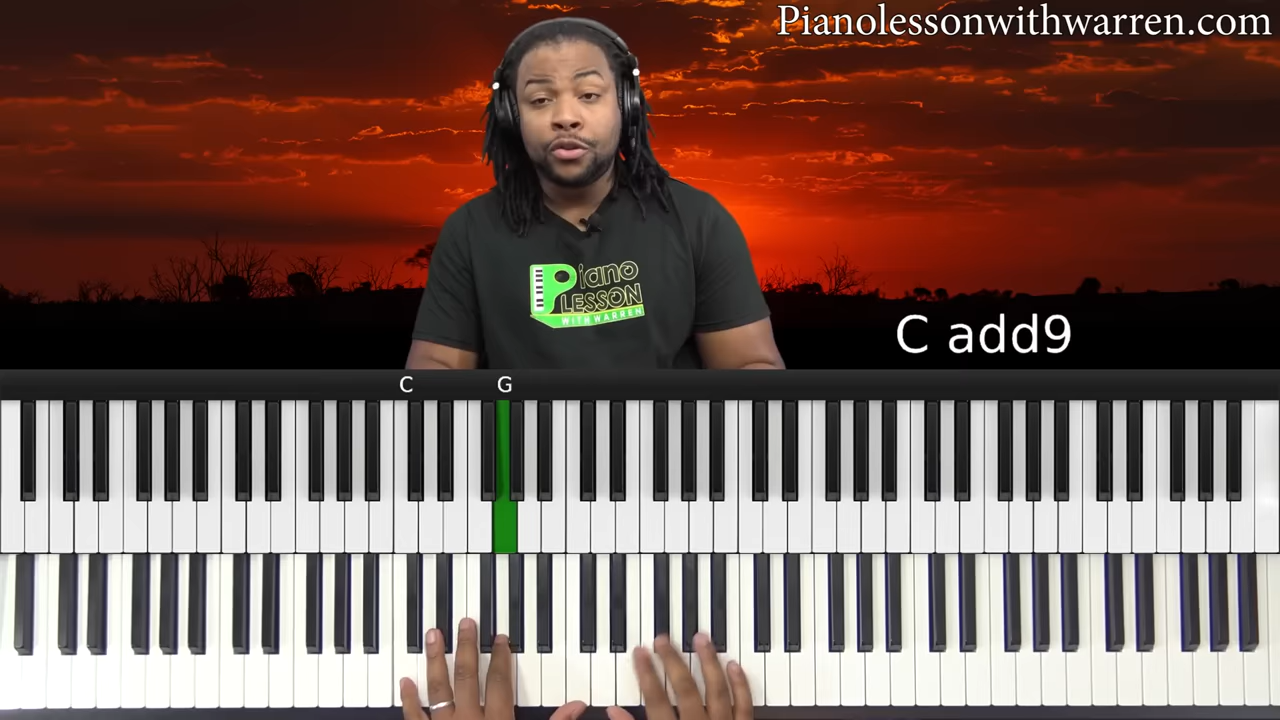 Pianolessonwithwarren.com
Piano
LESSON
WITH WARREN
C add9
C G